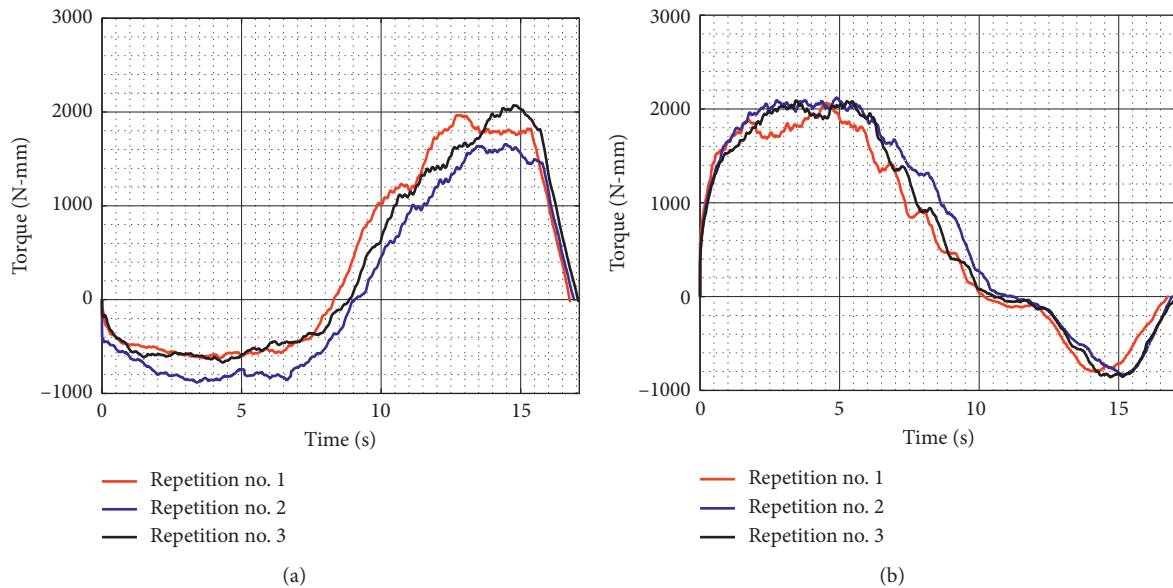 3000
2000
1000
0
−1000
Torque (N-mm)
0
5
10
15
Time (s)
Repetition no. 1
Repetition no. 2
Repetition no. 3
(a)
3000
2000
1000
0
−1000
Torque (N-mm)
0
5
10
15
Time (s)
Repetition no. 1
Repetition no. 2
Repetition no. 3
(b)